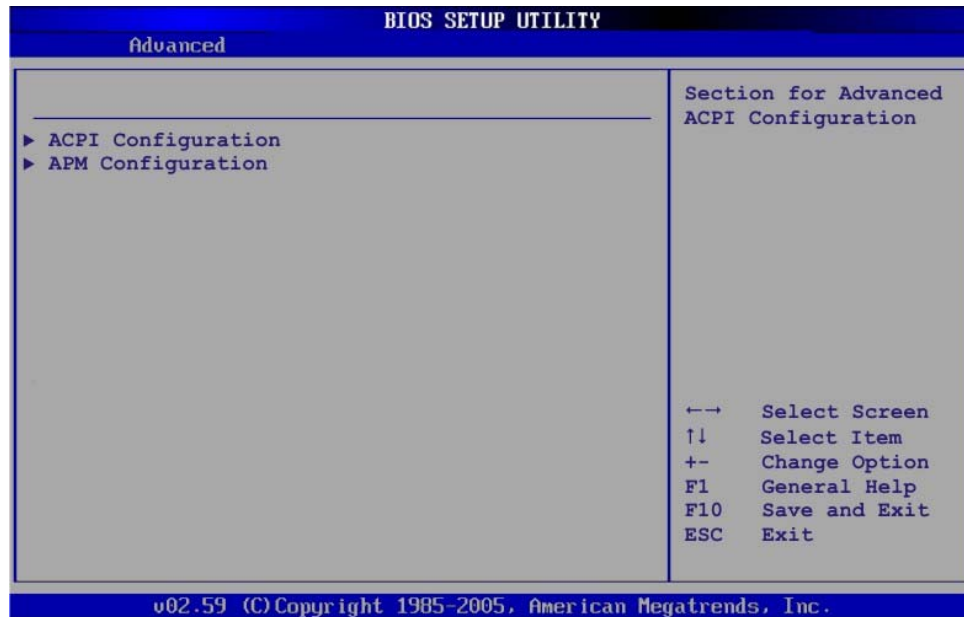 BIOS SETUP UTILITY
Advanced
▶ ACPI Configuration
▶ APM Configuration
Section for Advanced
ACPI Configuration
←→ Select Screen
↑↓ Select Item
+- Change Option
F1 General Help
F10 Save and Exit
ESC Exit
v02.59 (C)Copyright 1985-2005, American Megatrends, Inc.